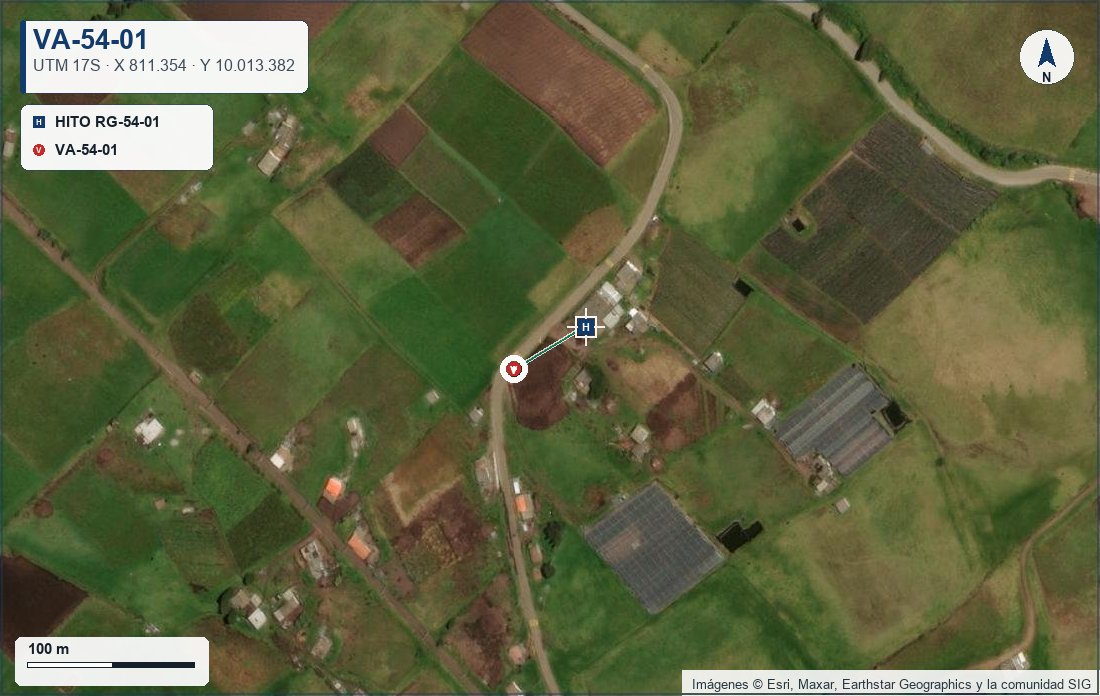 VA-54-01
UTM 17S · X 811.354 · Y 10.013.382
H HITO RG-54-01
V VA-54-01
N
H
V
100 m
Imágenes © Esri, Maxar, Earthstar Geographics y la comunidad SIG